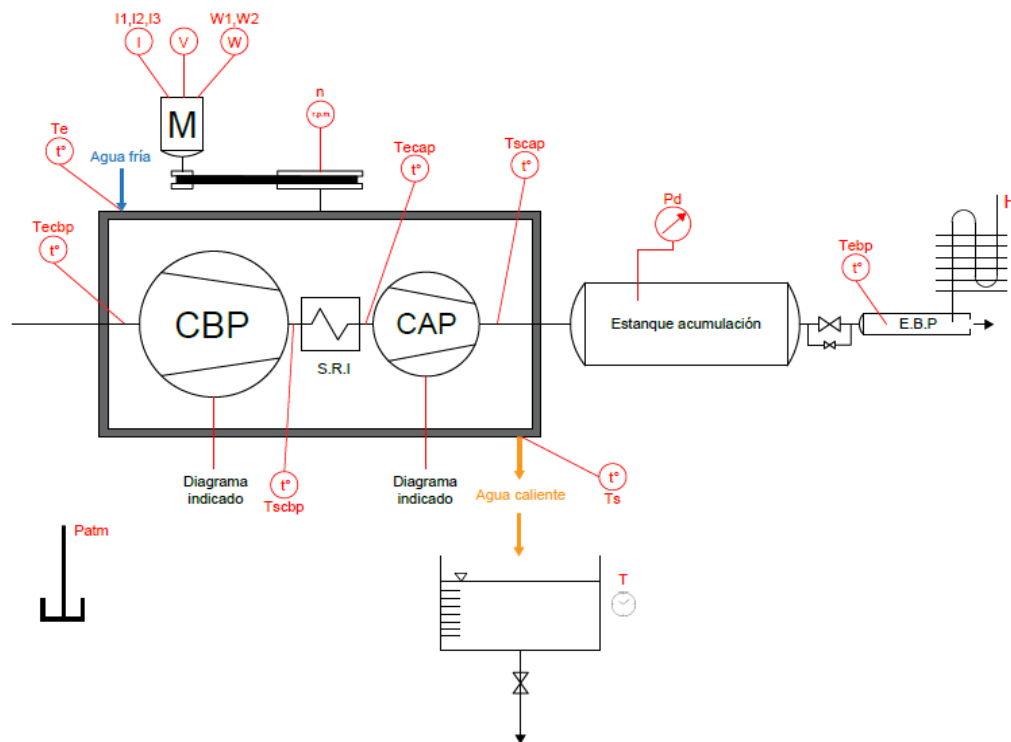 I1,I2,I3
W1,W2
I
V
W
M
n
r.p.m.
Te
t°
Agua fría
Tecap
t°
Tscap
t°
Tecbp
t°
Pd
H
Tebp
t°
CBP
CAP
S.R.I
Estanque acumulación
E.B.P
Diagrama
indicado
t°
Tscbp
Diagrama
indicado
Agua caliente
t°
Ts
Patm
T